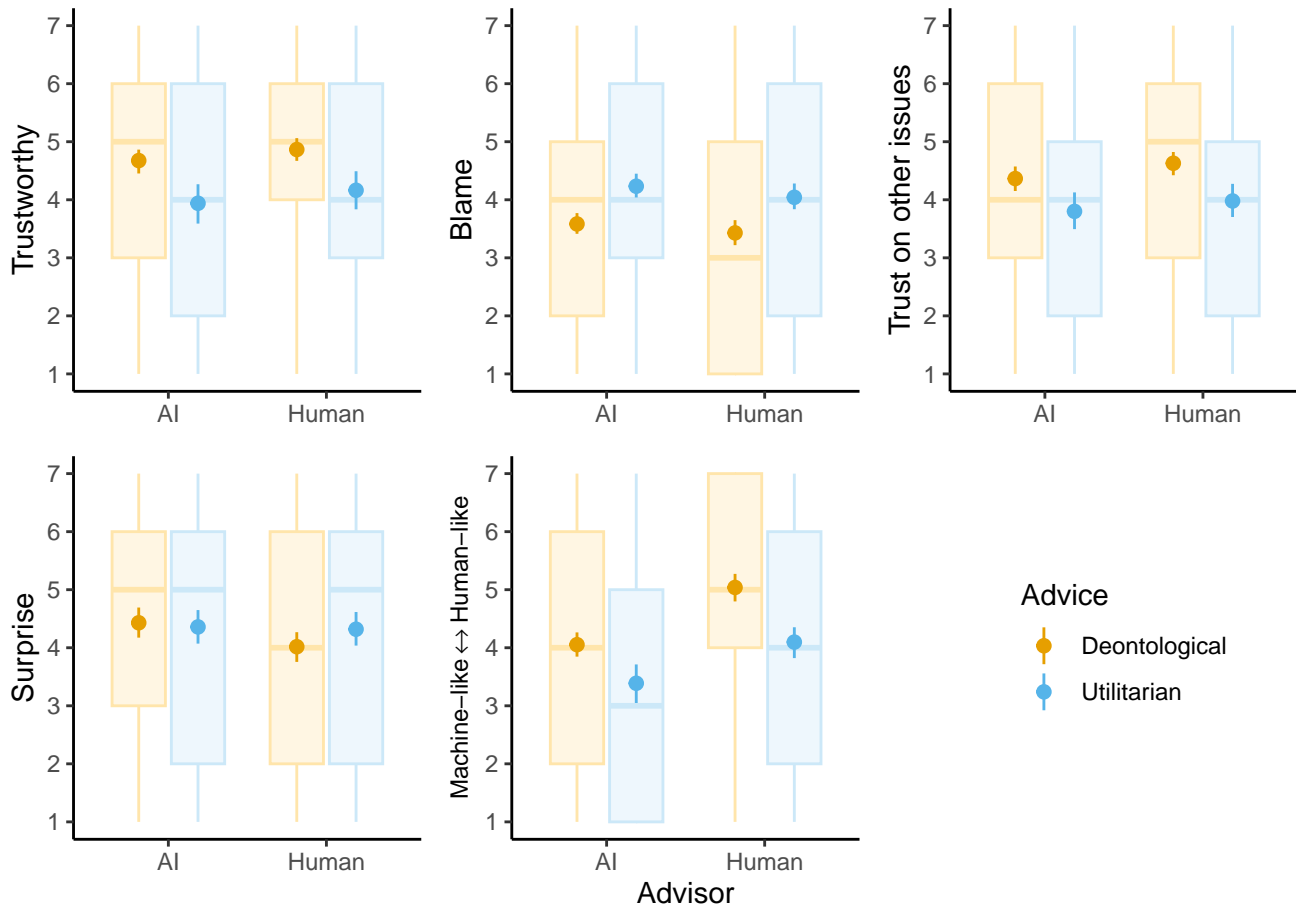 Trustworthy
7
6
5
4
3
2
1
AI Human
Blame
7
6
5
4
3
2
1
AI Human
Trust on other issues
7
6
5
4
3
2
1
AI Human
Surprise
7
6
5
4
3
2
1
AI Human
Machine−like ↔ Human−like
7
6
5
4
3
2
1
AI Human
Advisor
Advice
Deontological
Utilitarian